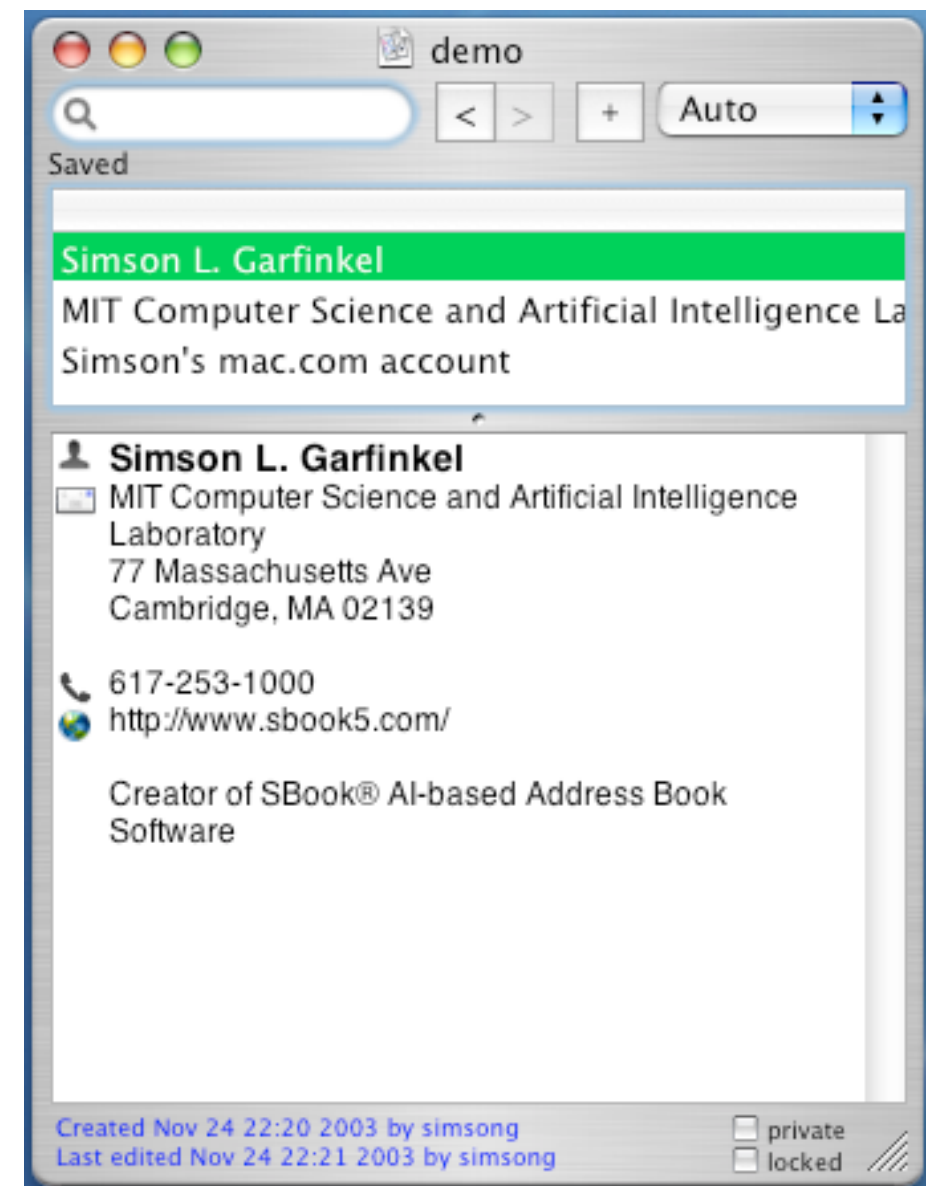 demo
< > + Auto
Saved
Simson L. Garfinkel
MIT Computer Science and Artificial Intelligence La
Simson's mac.com account
Simson L. Garfinkel
MIT Computer Science and Artificial Intelligence
Laboratory
77 Massachusetts Ave
Cambridge, MA 02139
617-253-1000
http://www.sbook5.com/
Creator of SBook® AI-based Address Book
Software
Created Nov 24 22:20 2003 by simsong
Last edited Nov 24 22:21 2003 by simsong
private
locked